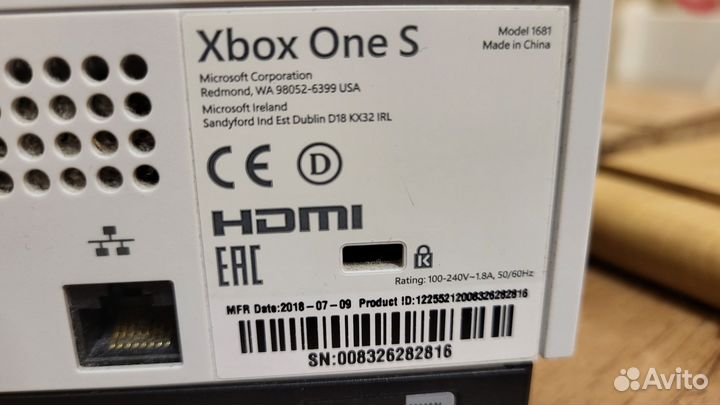 Xbox One S
Model 1681
Made in China
Microsoft Corporation
Redmond, WA 98052-6399 USA
Microsoft Ireland
Sandyford Ind Est Dublin D18 KX32 IRL
CE D
HDMI
EAC K
Rating: 100-240V~1.8A, 50/60Hz
MFR Date:2018-07-09 Product ID:12255212008326282816
SN:008326282816
Avito